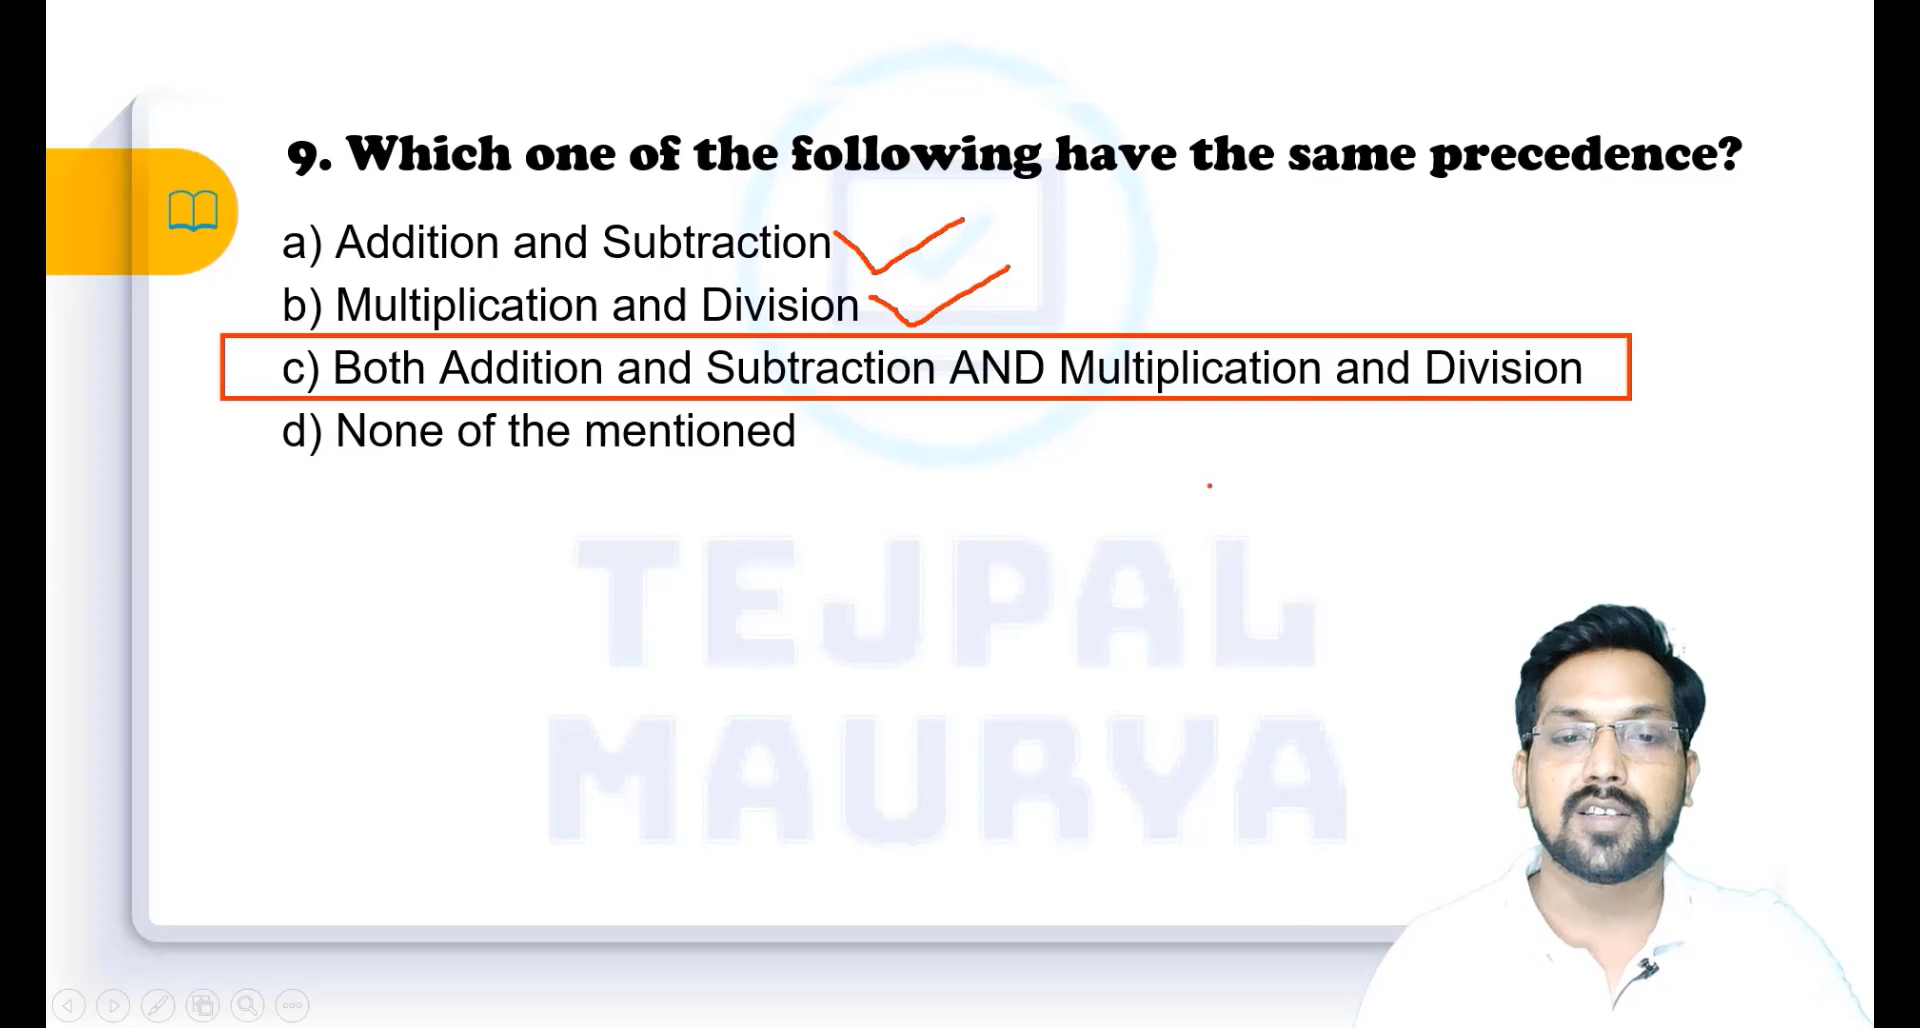 9. Which one of the following have the same precedence?
a) Addition and Subtraction
b) Multiplication and Division
c) Both Addition and Subtraction AND Multiplication and Division
d) None of the mentioned
TEJPAL
MAURYA